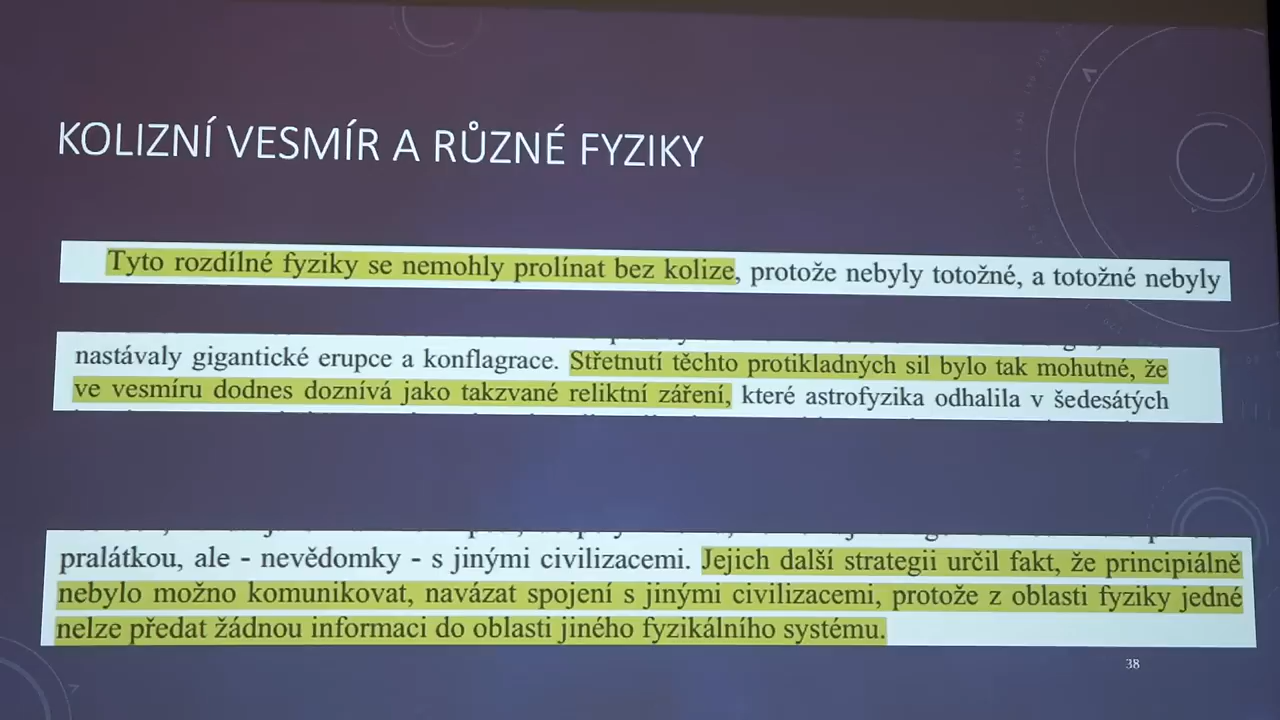 KOLIZNÍ VESMÍR A RŮZNÉ FYZIKY
Tyto rozdílné fyziky se nemohly prolínat bez kolize, protože nebyly totožné, a totožné nebyly
nastávaly gigantické erupce a konflagrace. Střetnutí těchto protikladných sil bylo tak mohutné, že
ve vesmíru dodnes doznívá jako takzvané reliktní záření, které astrofyzika odhalila v šedesátých
pralátkou, ale - nevědomky - s jinými civilizacemi. Jejich další strategii určil fakt, že principiálně
nebylo možno komunikovat, navázat spojení s jinými civilizacemi, protože z oblasti fyziky jedné
nelze předat žádnou informaci do oblasti jiného fyzikálního systému.
38